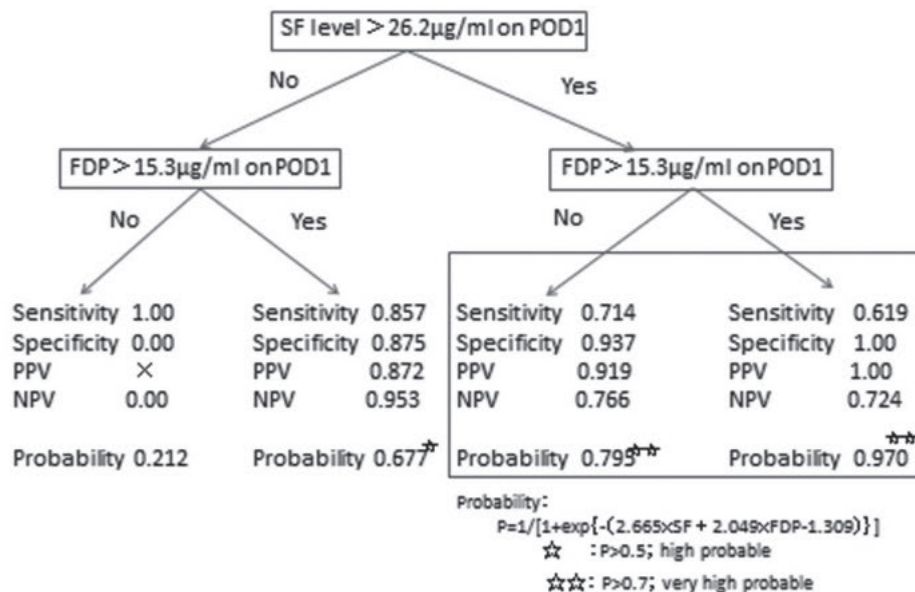 SF level > 26.2µg/ml on POD1
No
Yes
FDP > 15.3µg/ml on POD1
FDP > 15.3µg/ml on POD1
No
Yes
No
Yes
Sensitivity 1.00
Specificity 0.00
PPV ×
NPV 0.00
Probability 0.212
Sensitivity 0.857
Specificity 0.875
PPV 0.872
NPV 0.953
Probability 0.677☆
Sensitivity 0.714
Specificity 0.937
PPV 0.919
NPV 0.766
Probability 0.795☆☆
Sensitivity 0.619
Specificity 1.00
PPV 1.00
NPV 0.724
Probability 0.970☆☆
Probability:
P=1/[1+exp{-(2.665×SF + 2.049×FDP-1.309)}]
☆ : P>0.5; high probable
☆☆: P>0.7; very high probable